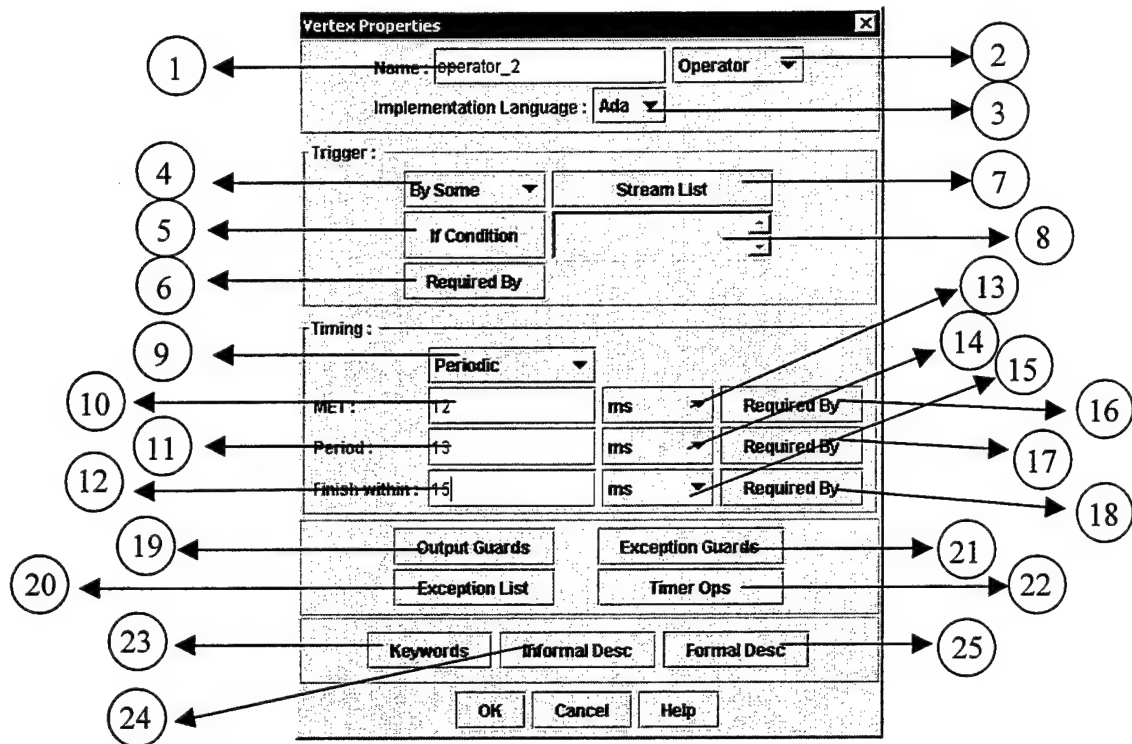 Vertex Properties
1
Name : operator_2
Operator
2
Implementation Language : Ada
3
Trigger :
4
By Some
Stream List
7
5
If Condition
8
6
Required By
13
Timing :
14
9
Periodic
15
10
MET : 12 ms Required By
16
11
Period : 13 ms Required By
17
12
Finish within : 15 ms Required By
18
19
Output Guards
Exception Guards
21
20
Exception List
Timer Ops
22
23
Keywords
Informal Desc
Formal Desc
25
24
OK
Cancel
Help